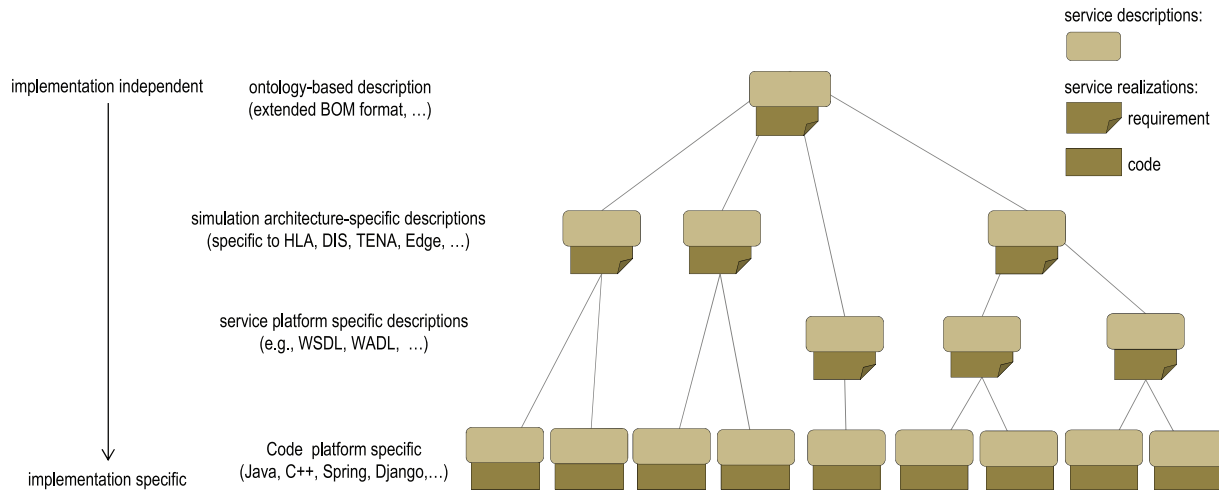 service descriptions:
implementation independent
ontology-based description
(extended BOM format, …)
service realizations:
requirement
code
simulation architecture-specific descriptions
(specific to HLA, DIS, TENA, Edge, …)
service platform specific descriptions
(e.g., WSDL, WADL, …)
Code platform specific
(Java, C++, Spring, Django,…)
implementation specific